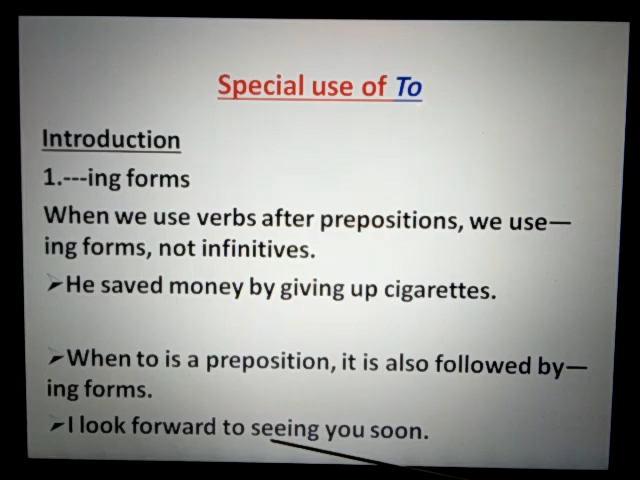 Special use of To
Introduction
1.---ing forms
When we use verbs after prepositions, we use—
ing forms, not infinitives.
➢He saved money by giving up cigarettes.
➢When to is a preposition, it is also followed by—
ing forms.
➢I look forward to seeing you soon.